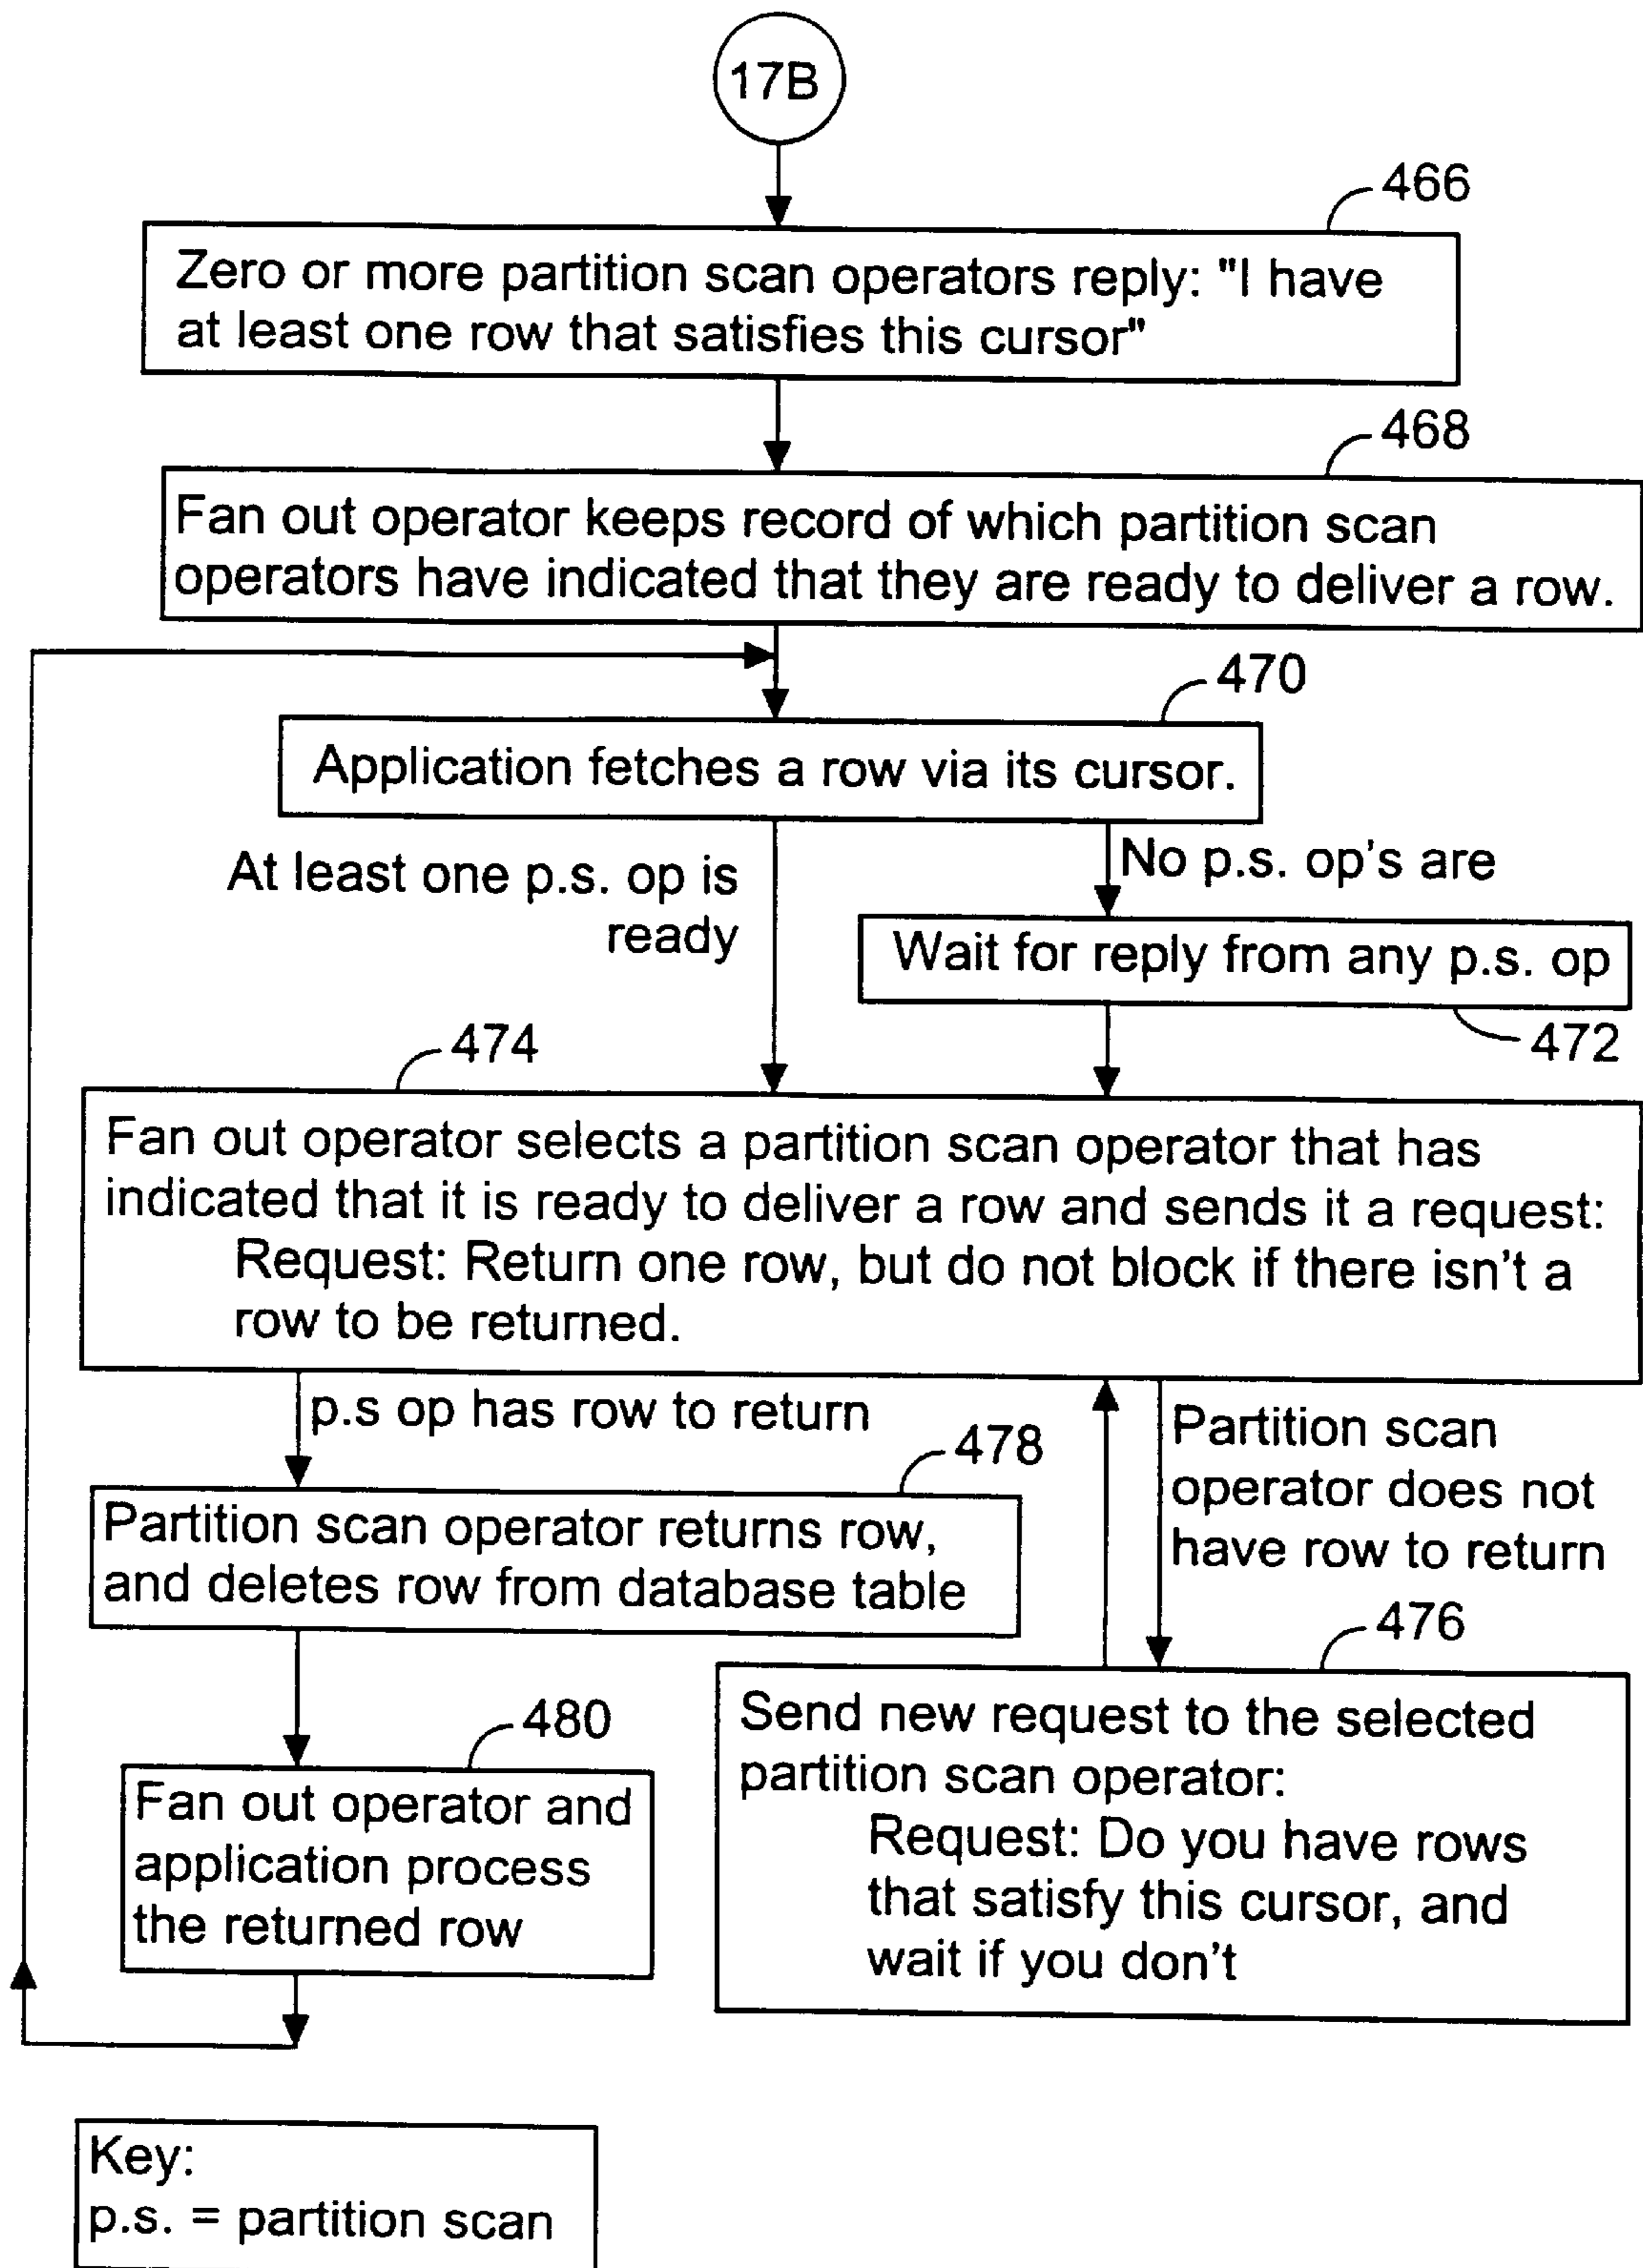 17B
466
Zero or more partition scan operators reply: "I have
at least one row that satisfies this cursor"
468
Fan out operator keeps record of which partition scan
operators have indicated that they are ready to deliver a row.
470
Application fetches a row via its cursor.
At least one p.s. op is
ready
No p.s. op's are
Wait for reply from any p.s. op
472
474
Fan out operator selects a partition scan operator that has
indicated that it is ready to deliver a row and sends it a request:
Request: Return one row, but do not block if there isn't a
row to be returned.
p.s op has row to return
478
Partition scan operator returns row,
and deletes row from database table
Partition scan
operator does not
have row to return
476
Send new request to the selected
partition scan operator:
Request: Do you have rows
that satisfy this cursor, and
wait if you don't
480
Fan out operator and
application process
the returned row
Key:
p.s. = partition scan